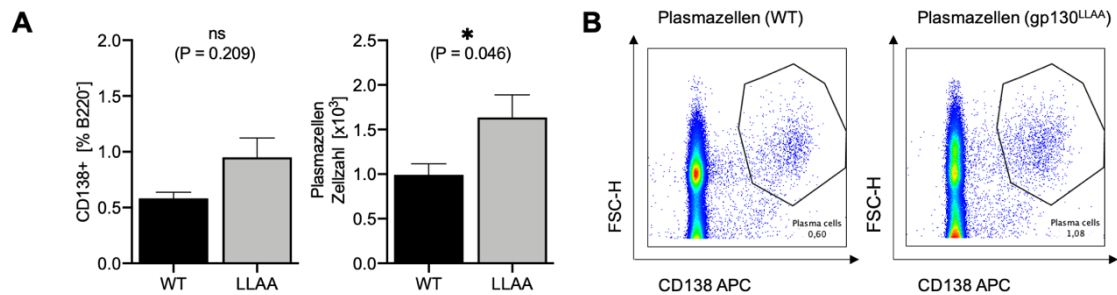 A
ns
(P = 0.209)
CD138+ [% B220-]
2.0
1.5
1.0
0.5
0.0
WT
LLAA
*
(P = 0.046)
Plasmazellen
Zellzahl [x10³]
2.5
2.0
1.5
1.0
0.5
0.0
WT
LLAA
B
Plasmazellen (WT)
FSC-H
Plasma cells
0,60
CD138 APC
Plasmazellen (gp130LLAA)
FSC-H
Plasma cells
1,08
CD138 APC